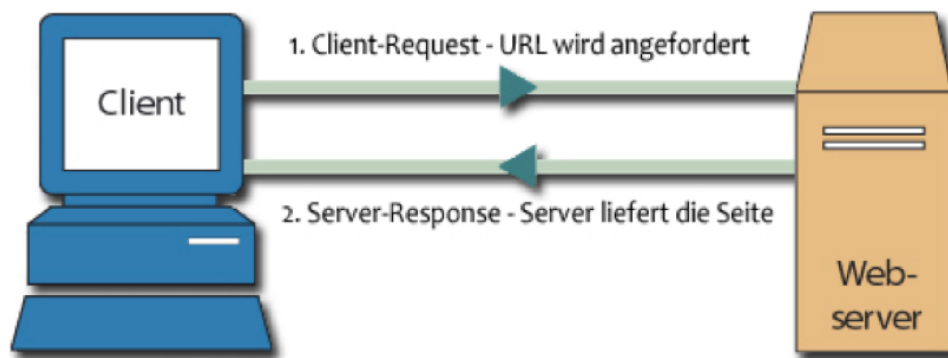 1. Client-Request - URL wird angefordert
Client
2. Server-Response - Server liefert die Seite
Web-
server